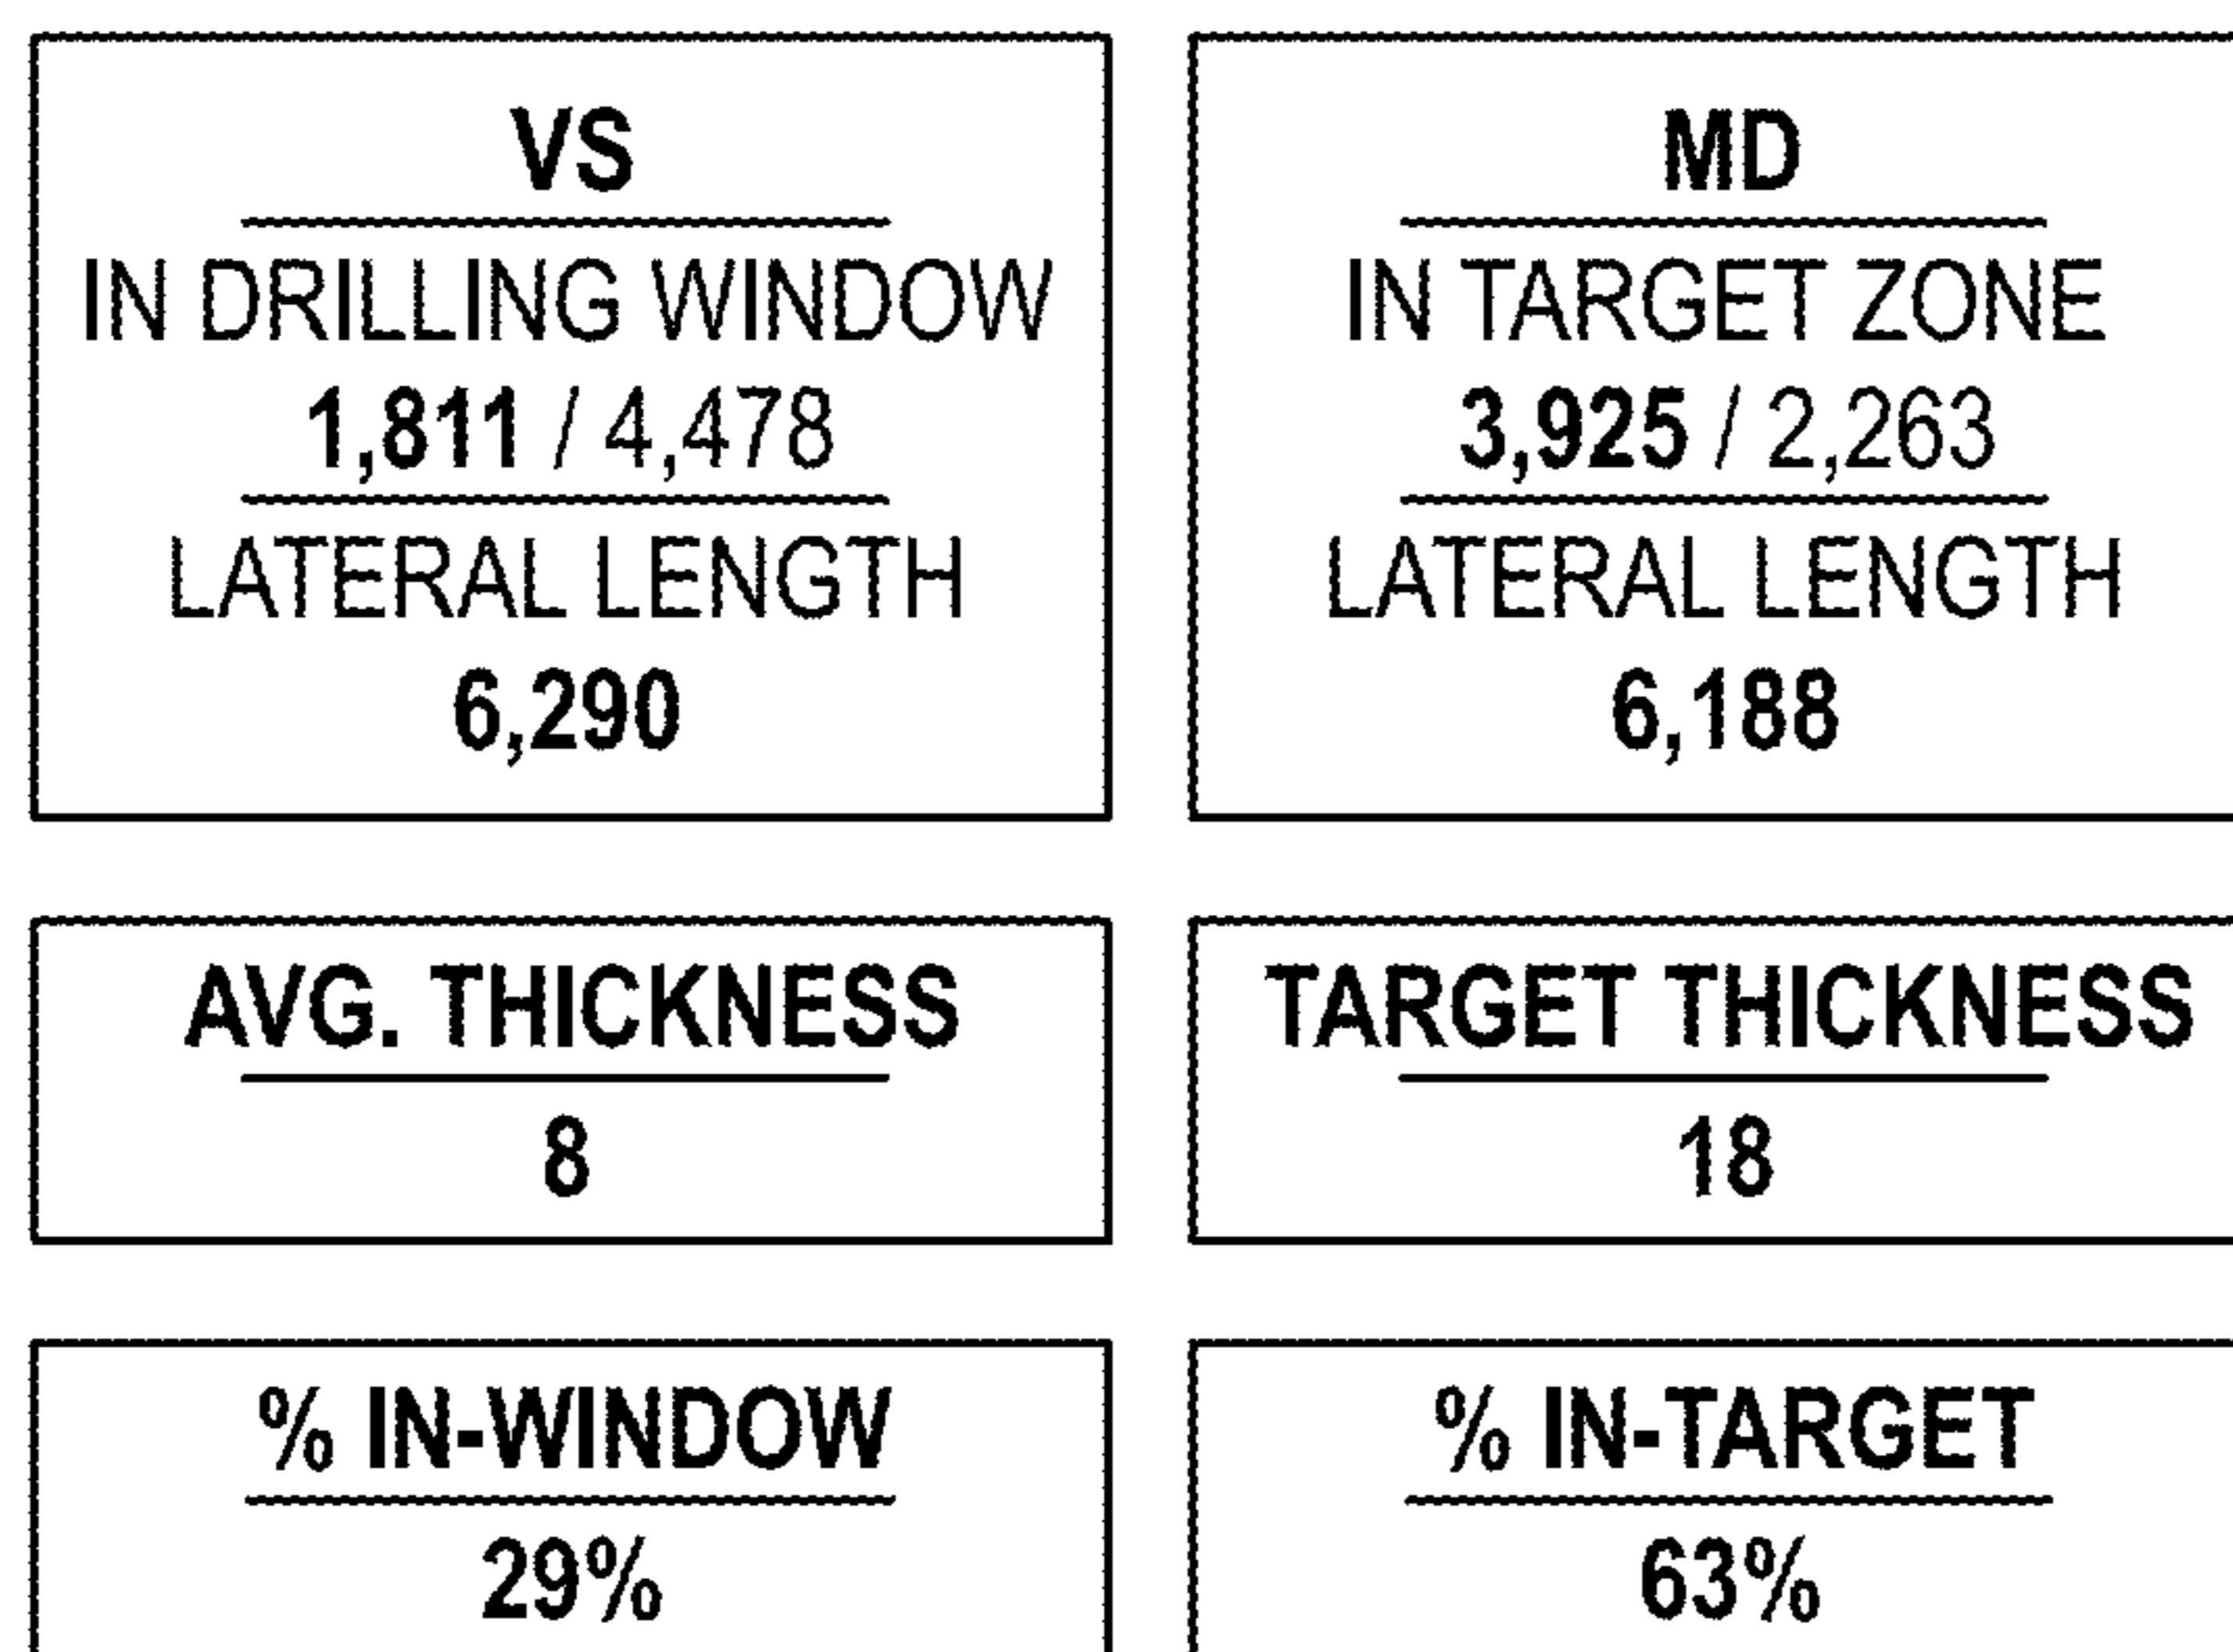 VS
IN DRILLING WINDOW
1,811 / 4,478
LATERAL LENGTH
6,290
MD
IN TARGET ZONE
3,925 / 2,263
LATERAL LENGTH
6,188
AVG. THICKNESS
8
TARGET THICKNESS
18
% IN-WINDOW
29%
% IN-TARGET
63%